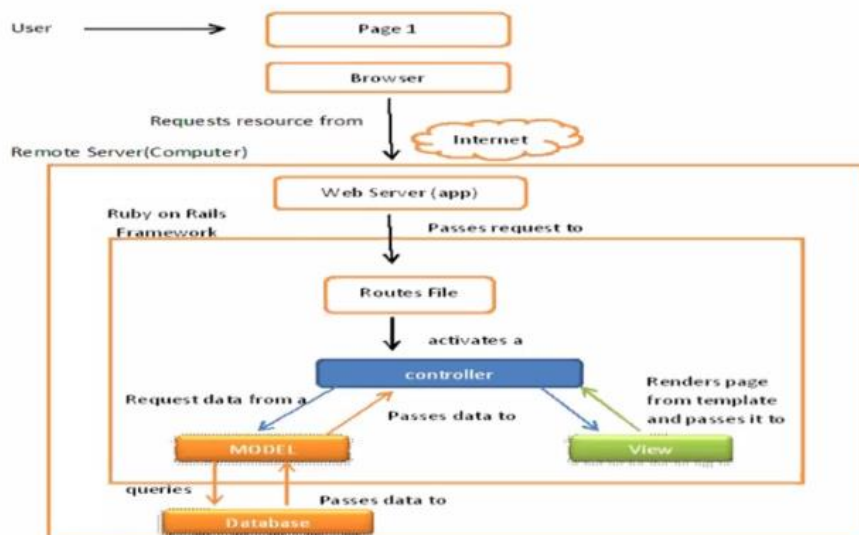 User
Page 1
Browser
Requests resource from
Internet
Remote Server(Computer)
Web Server (app)
Ruby on Rails
Framework
Passes request to
Routes File
activates a
controller
Request data from a
Passes data to
Renders page
from template
and passes it to
MODEL
View
queries
Passes data to
Database